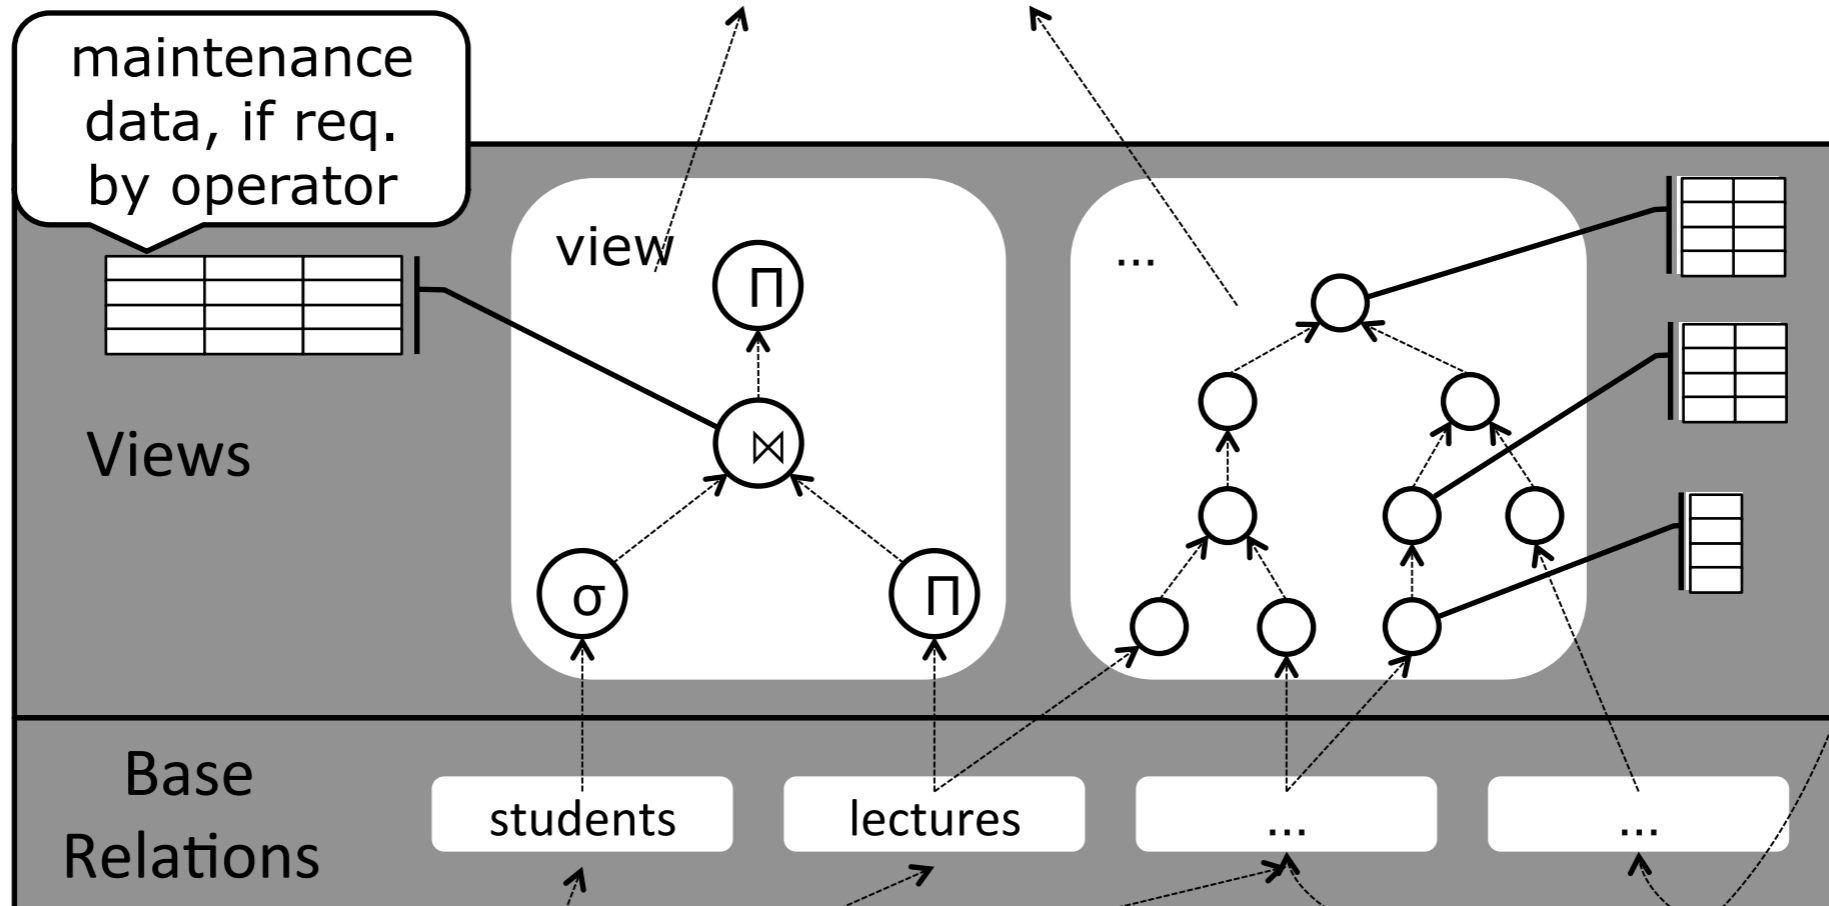 maintenance
data, if req.
by operator
view
...
Π
Views
⋈
σ
Π
Base
Relations
students
lectures
...
...